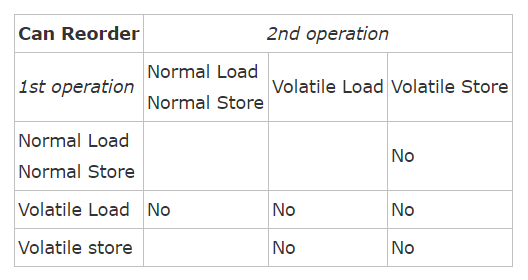 Can Reorder 2nd operation
1st operation Normal Load Normal Store Volatile Load Volatile Store
Normal Load Normal Store No
Volatile Load No No No
Volatile store No No